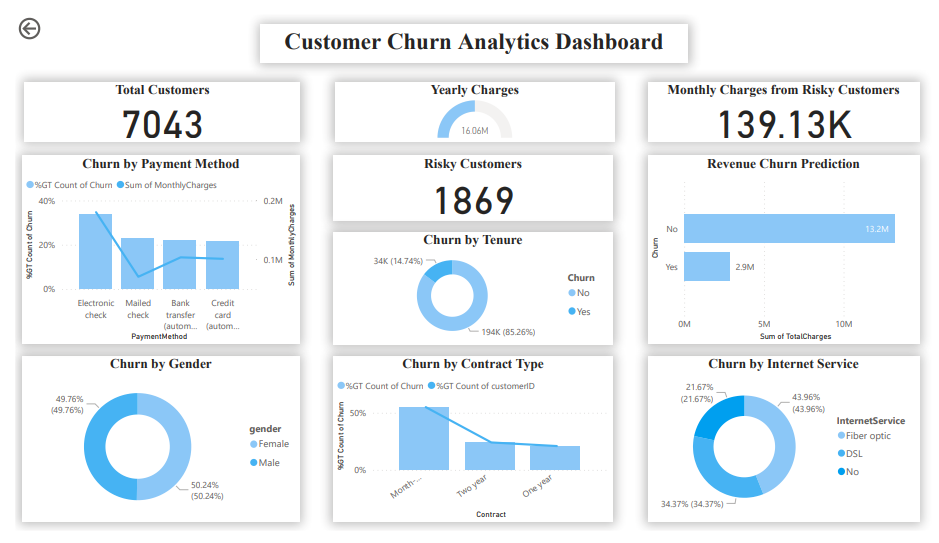 Customer Churn Analytics Dashboard
Total Customers
7043
Yearly Charges
16.06M
Monthly Charges from Risky Customers
139.13K
Churn by Payment Method
%GT Count of Churn
Sum of MonthlyCharges
%GT Count of Churn
40%
20%
0%
0.2M
0.1M
Sum of MonthlyCharges
Electronic
check
Mailed
check
Bank
transfer
(autom...
Credit
card
(autom...
PaymentMethod
Risky Customers
1869
Churn by Tenure
34K (14.74%)
194K (85.26%)
Churn
No
Yes
Revenue Churn Prediction
Churn
No
13.2M
Yes
2.9M
0M
5M
10M
Sum of TotalCharges
Churn by Gender
49.76%
(49.76%)
50.24%
(50.24%)
gender
Female
Male
Churn by Contract Type
%GT Count of Churn
%GT Count of customerID
%GT Count of Churn
50%
0%
Month-...
Two year
One year
Contract
Churn by Internet Service
21.67%
(21.67%)
43.96%
(43.96%)
34.37% (34.37%)
InternetService
Fiber optic
DSL
No